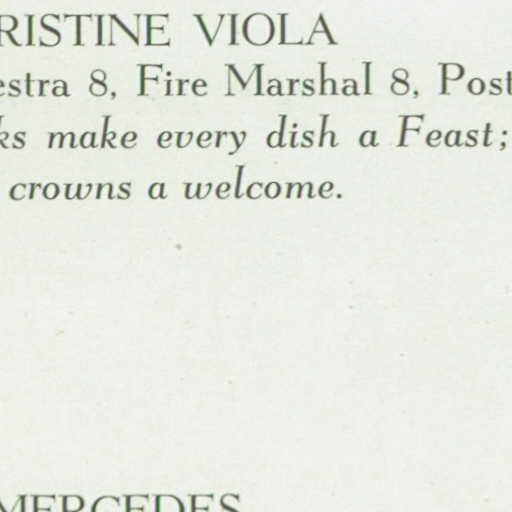 RISTINE VIOLA
estra 8, Fire Marshal 8, Post
ks make every dish a Feast;
crowns a welcome.
MERCEDES